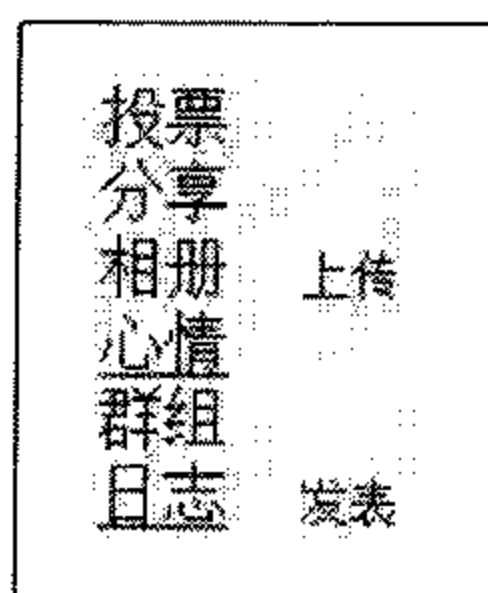 投票
分享
相册 上传
心情
群组
日志 发表